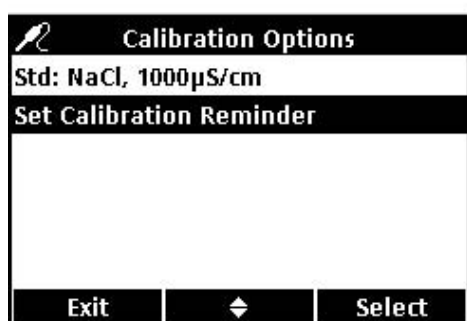 Calibration Options
Std: NaCl, 1000µS/cm
Set Calibration Reminder
Exit Select